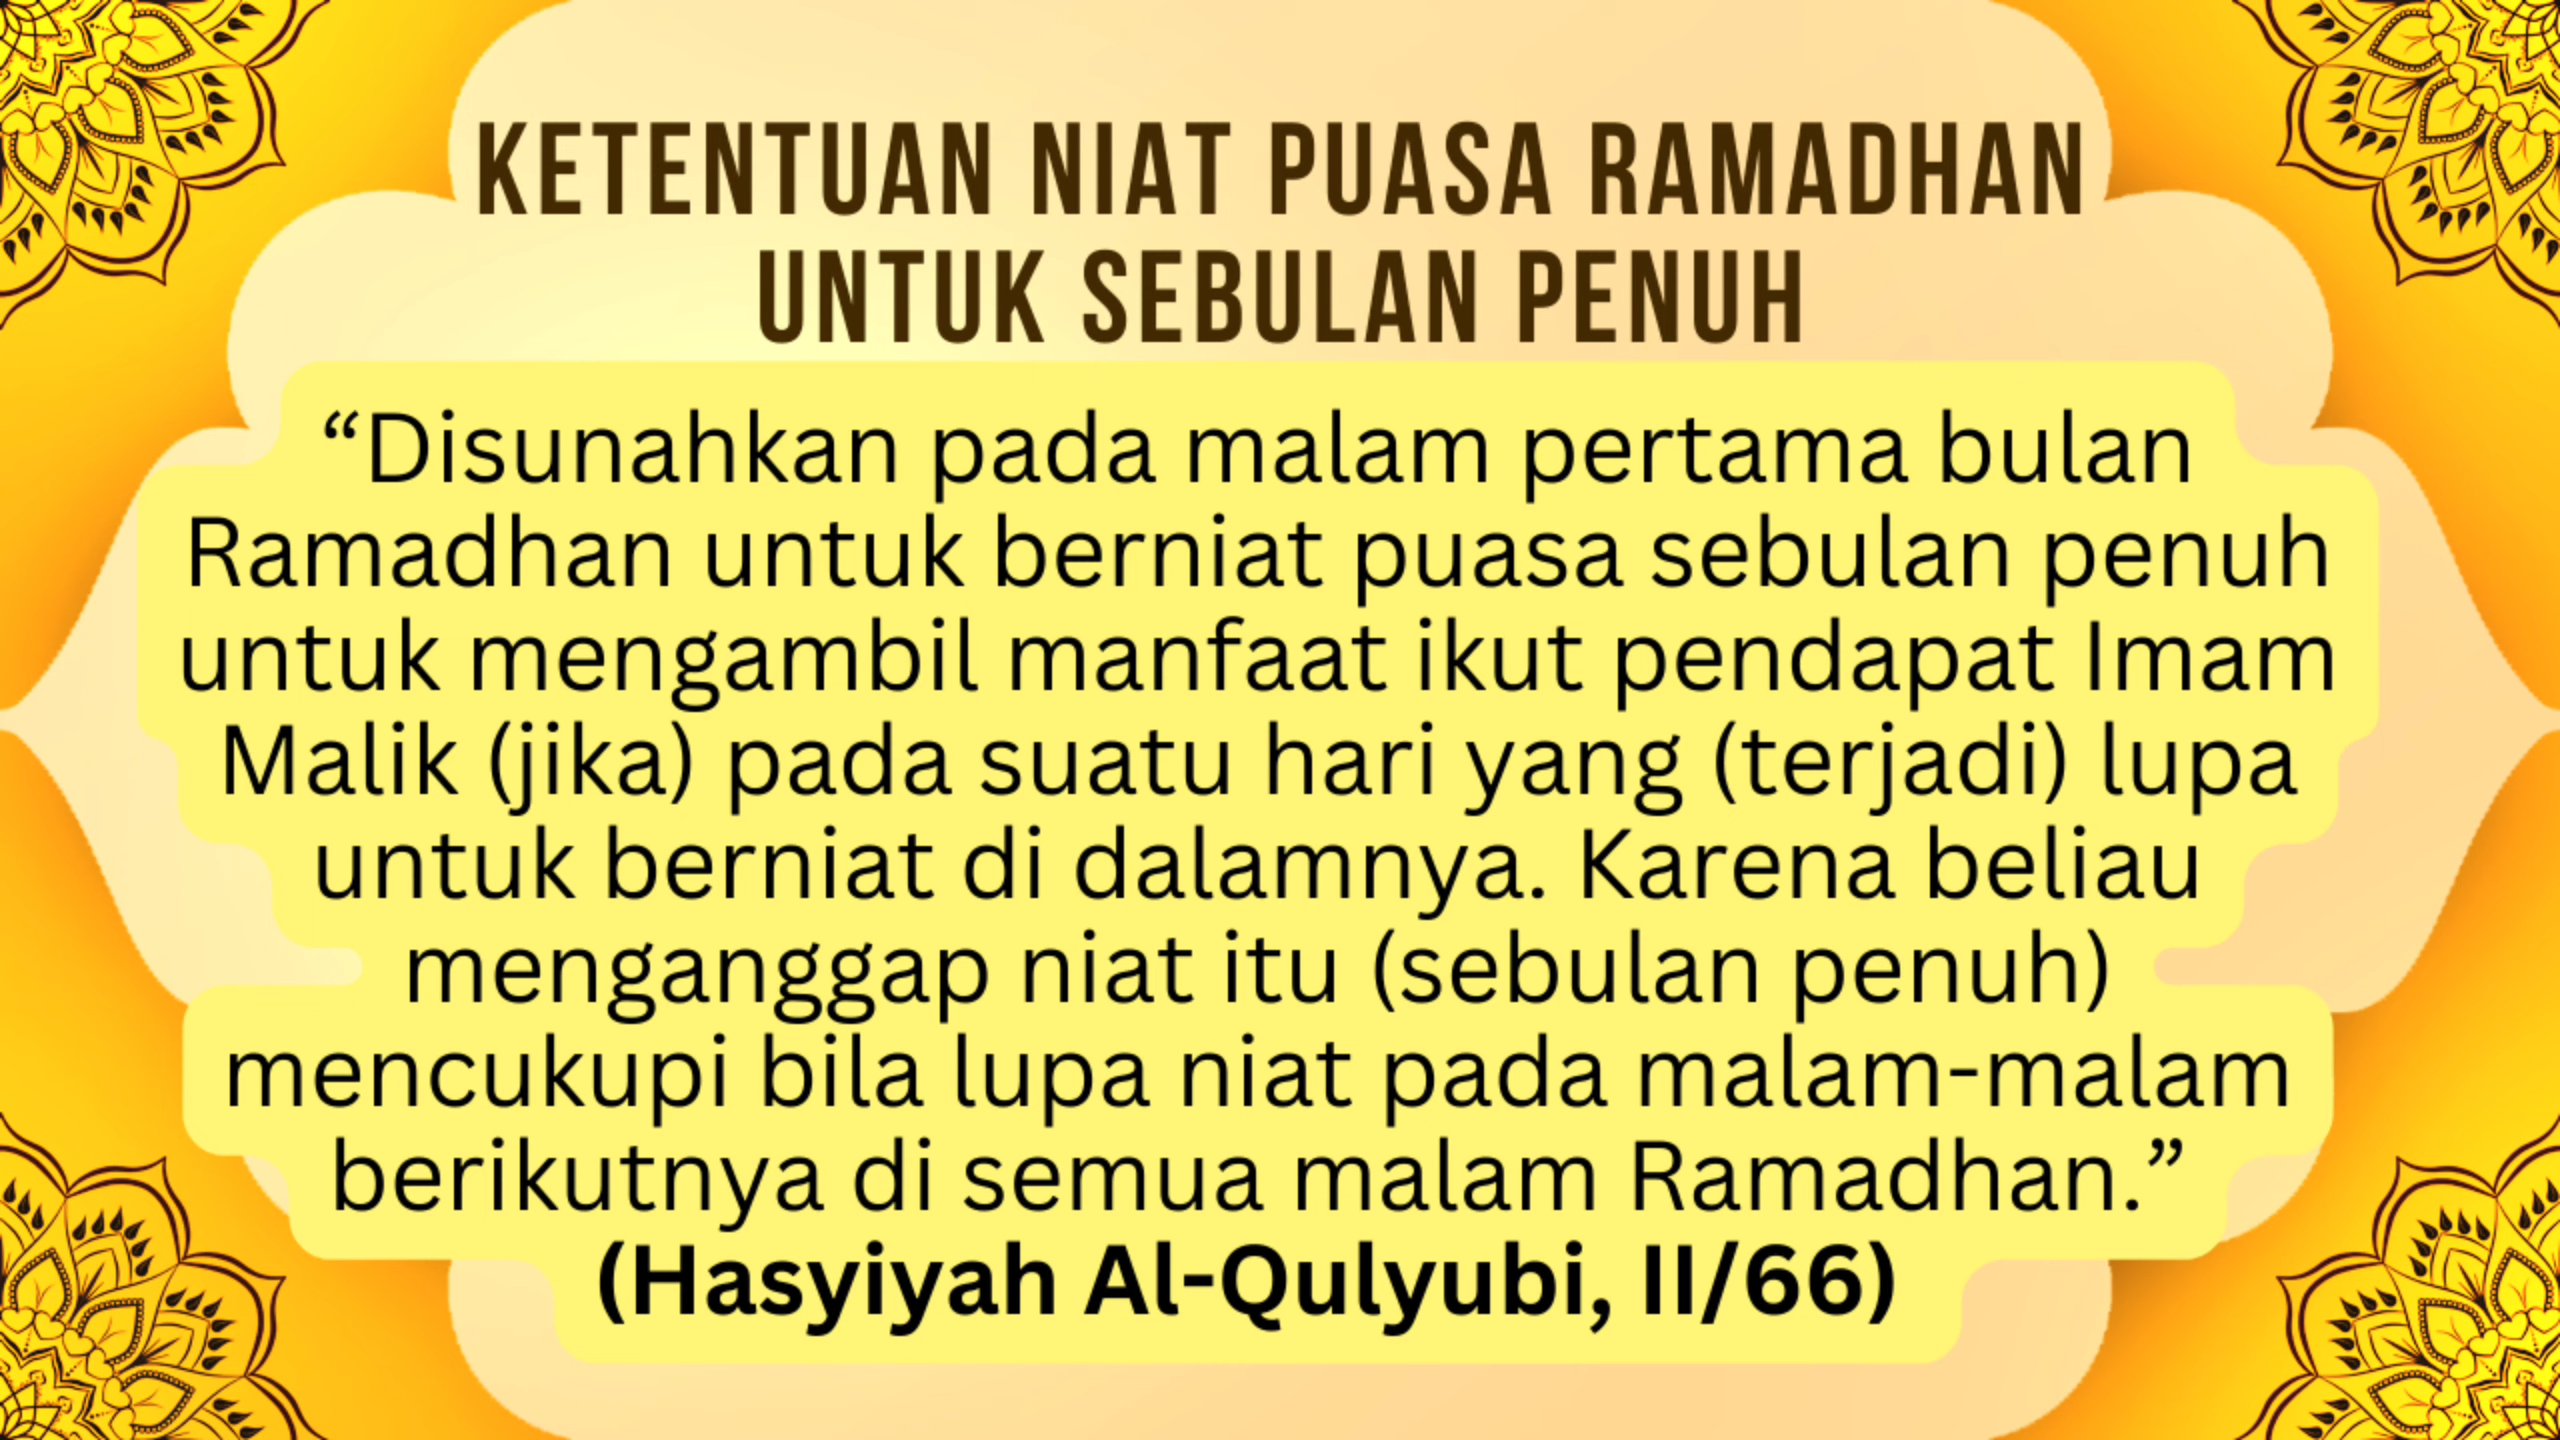 KETENTUAN NIAT PUASA RAMADHAN
UNTUK SEBULAN PENUH
“Disunahkan pada malam pertama bulan
Ramadhan untuk berniat puasa sebulan penuh
untuk mengambil manfaat ikut pendapat Imam
Malik (jika) pada suatu hari yang (terjadi) lupa
untuk berniat di dalamnya. Karena beliau
menganggap niat itu (sebulan penuh)
mencukupi bila lupa niat pada malam-malam
berikutnya di semua malam Ramadhan.”
(Hasyiyah Al-Qulyubi, II/66)